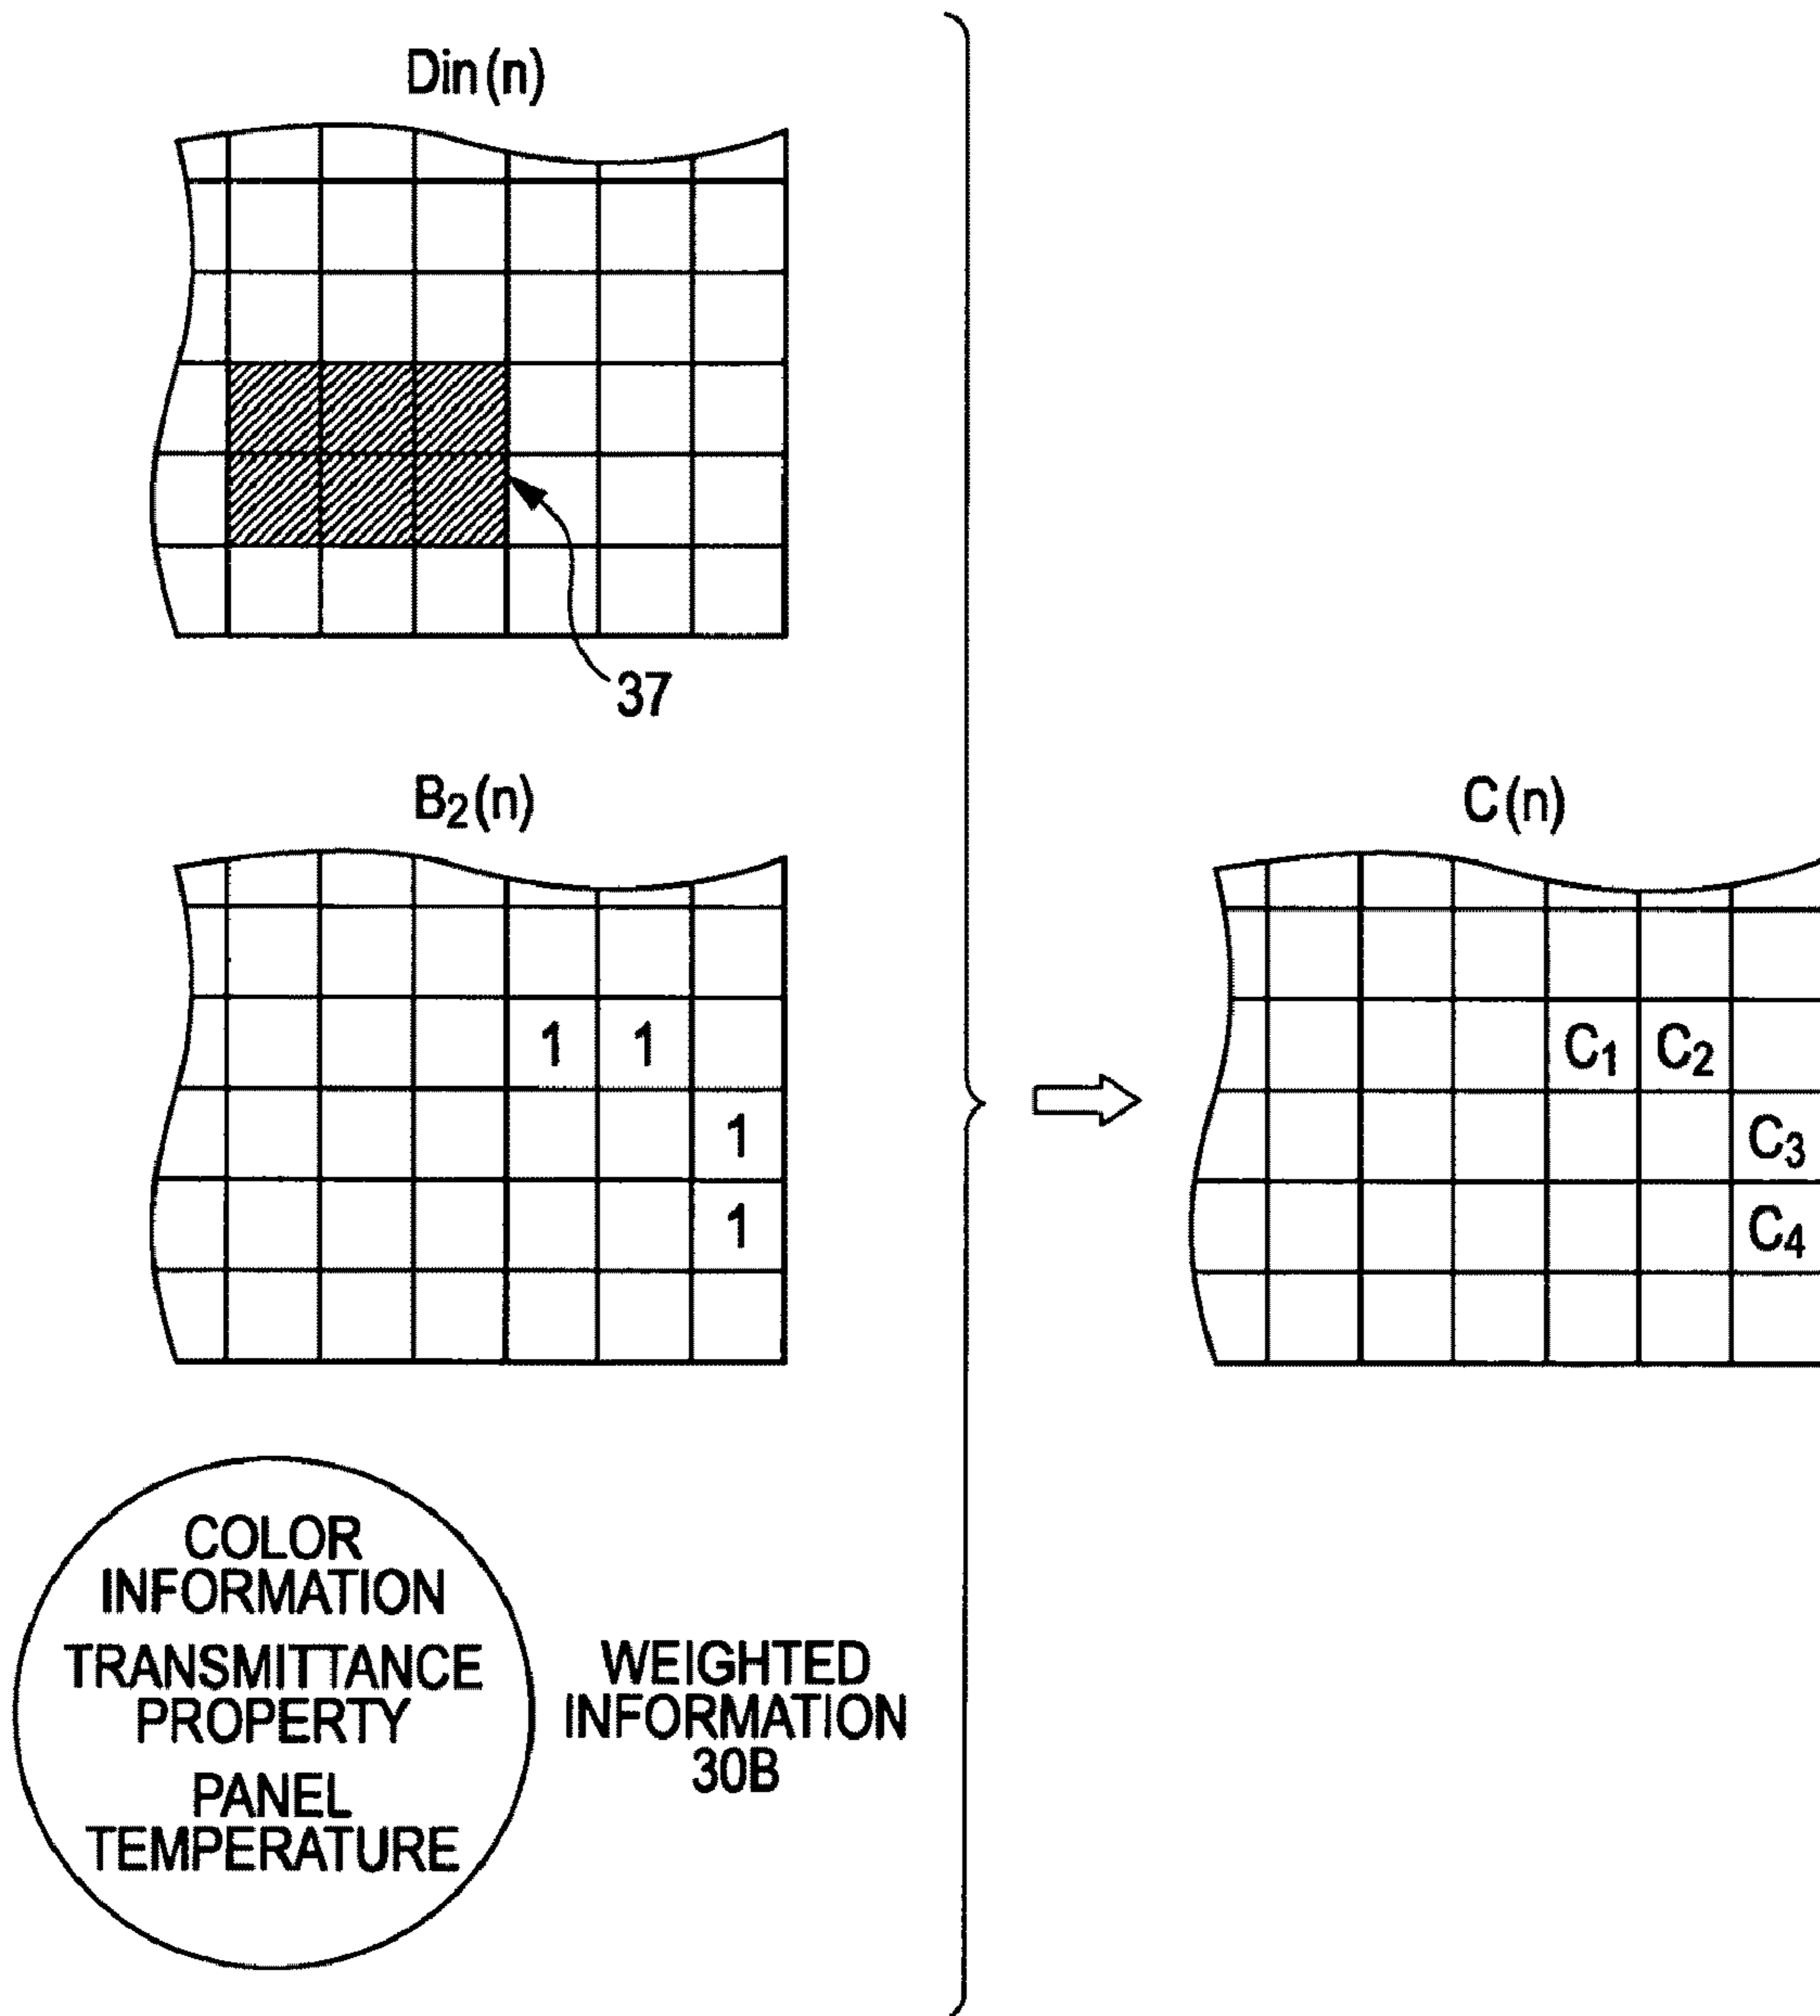 Din(n)
37
B2(n)
1 1
1
1
C(n)
C1 C2
C3
C4
COLOR
INFORMATION
TRANSMITTANCE
PROPERTY
PANEL
TEMPERATURE
WEIGHTED
INFORMATION
30B